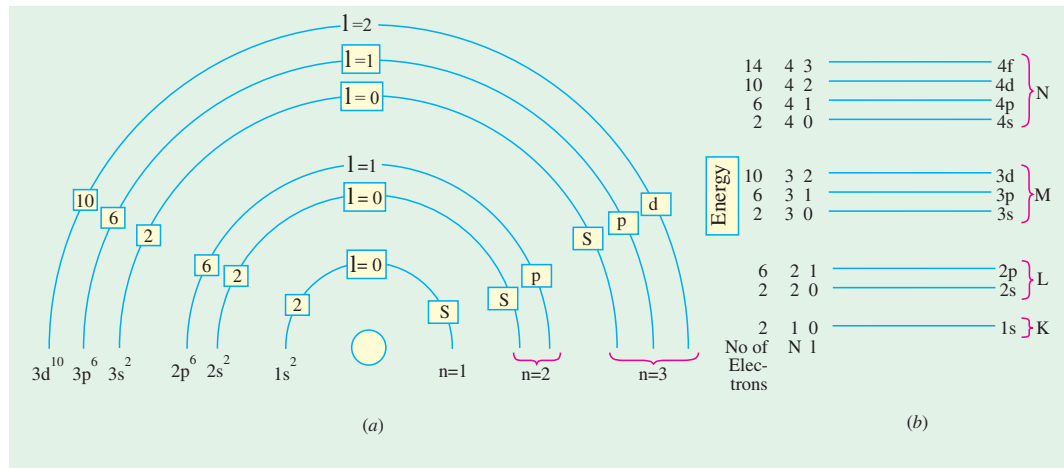 l=2
l=1
l=0
l=1
l=0
l=0
10
6
2
6
2
2
S
p
d
S
p
S
3d¹⁰ 3p⁶ 3s² 2p⁶ 2s² 1s² n=1 n=2 n=3
(a)
14 4 3 4f
10 4 2 4d
6 4 1 4p
2 4 0 4s
N
Energy
10 3 2 3d
6 3 1 3p
2 3 0 3s
M
6 2 1 2p
2 2 0 2s
L
2 1 0 1s K
No of N l
Elec-
trons
(b)